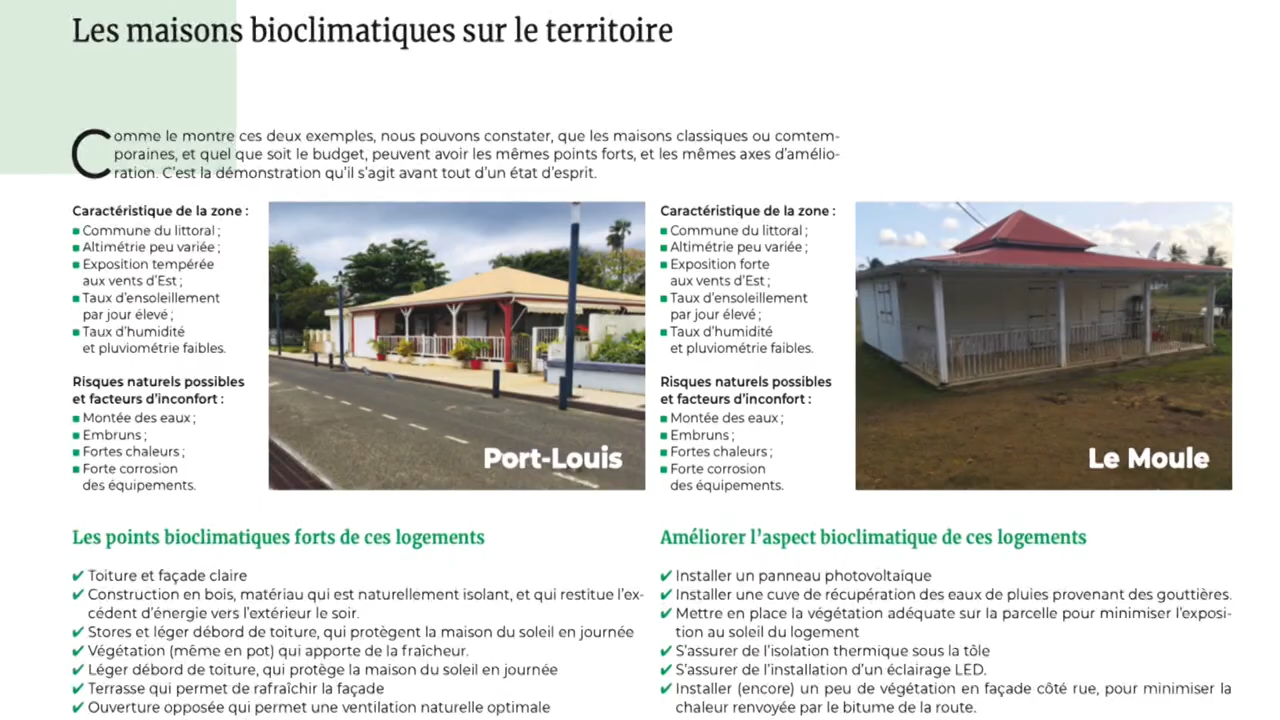 Les maisons bioclimatiques sur le territoire
Comme le montre ces deux exemples, nous pouvons constater, que les maisons classiques ou comtem-
poraines, et quel que soit le budget, peuvent avoir les mêmes points forts, et les mêmes axes d'amélio-
ration. C'est la démonstration qu'il s'agit avant tout d'un état d'esprit.
Caractéristique de la zone :
Commune du littoral ;
Altimétrie peu variée ;
Exposition tempérée
aux vents d'Est ;
Taux d'ensoleillement
par jour élevé ;
Taux d'humidité
et pluviométrie faibles.
Risques naturels possibles
et facteurs d'inconfort :
Montée des eaux ;
Embruns ;
Fortes chaleurs ;
Forte corrosion
des équipements.
Port-Louis
Caractéristique de la zone :
Commune du littoral ;
Altimétrie peu variée ;
Exposition forte
aux vents d'Est ;
Taux d'ensoleillement
par jour élevé ;
Taux d'humidité
et pluviométrie faibles.
Risques naturels possibles
et facteurs d'inconfort :
Montée des eaux ;
Embruns ;
Fortes chaleurs ;
Forte corrosion
des équipements.
Le Moule
Les points bioclimatiques forts de ces logements
✔ Toiture et façade claire
✔ Construction en bois, matériau qui est naturellement isolant, et qui restitue l'ex-
cédent d'énergie vers l'extérieur le soir.
✔ Stores et léger débord de toiture, qui protègent la maison du soleil en journée
✔ Végétation (même en pot) qui apporte de la fraîcheur.
✔ Léger débord de toiture, qui protège la maison du soleil en journée
✔ Terrasse qui permet de rafraîchir la façade
✔ Ouverture opposée qui permet une ventilation naturelle optimale
Améliorer l'aspect bioclimatique de ces logements
✔ Installer un panneau photovoltaïque
✔ Installer une cuve de récupération des eaux de pluies provenant des gouttières.
✔ Mettre en place la végétation adéquate sur la parcelle pour minimiser l'exposi-
tion au soleil du logement
✔ S'assurer de l'isolation thermique sous la tôle
✔ S'assurer de l'installation d'un éclairage LED.
✔ Installer (encore) un peu de végétation en façade côté rue, pour minimiser la
chaleur renvoyée par le bitume de la route.